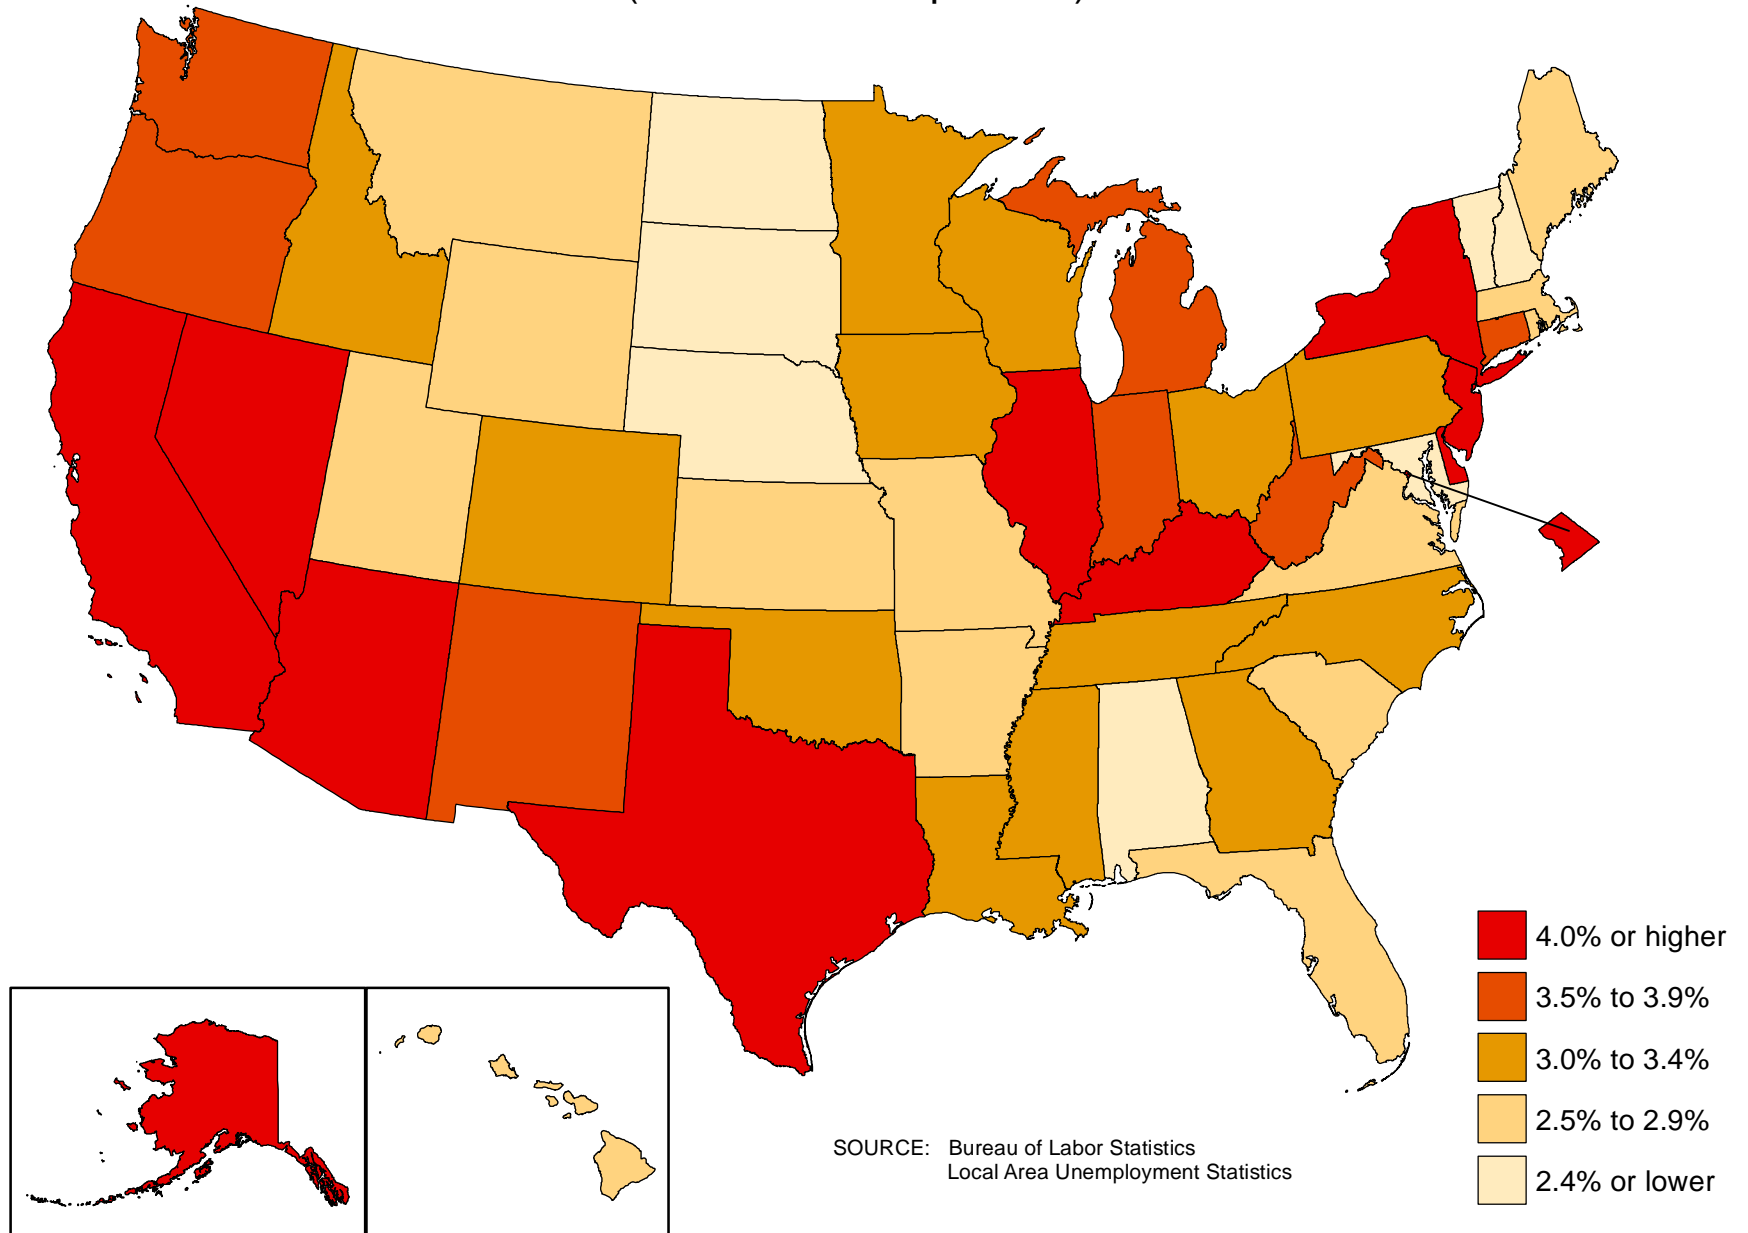 4.0% or higher
3.5% to 3.9%
3.0% to 3.4%
2.5% to 2.9%
2.4% or lower
SOURCE: Bureau of Labor Statistics
Local Area Unemployment Statistics